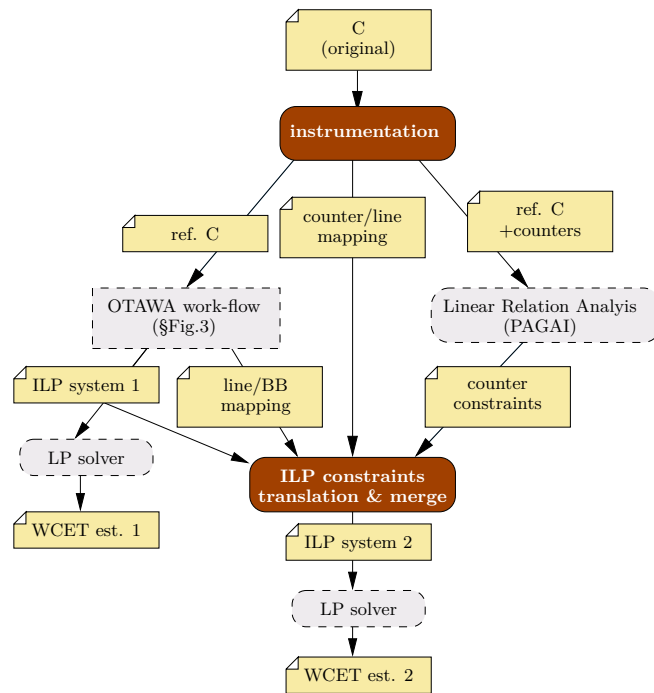 C
(original)
instrumentation
ref. C
counter/line
mapping
ref. C
+counters
OTAWA work-flow
(§Fig.3)
Linear Relation Analyis
(PAGAI)
ILP system 1
line/BB
mapping
counter
constraints
LP solver
ILP constraints
translation & merge
WCET est. 1
ILP system 2
LP solver
WCET est. 2